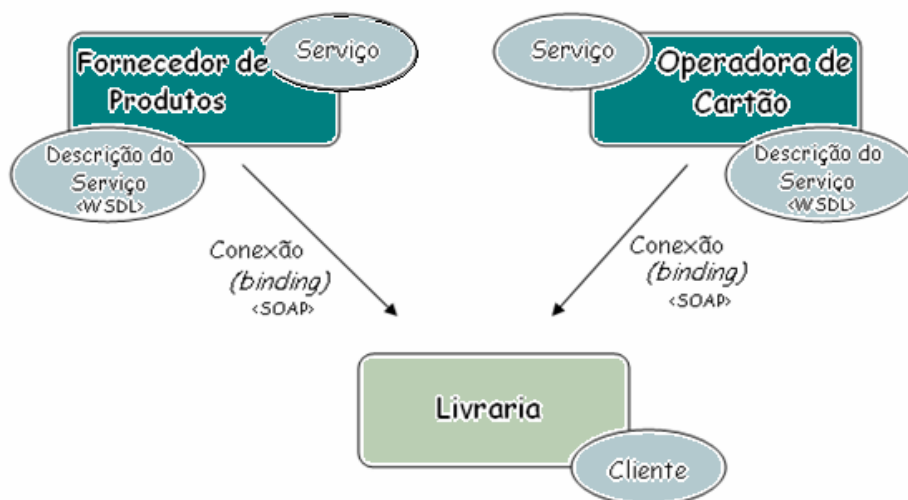 Fornecedor de
Produtos
Serviço
Descrição do
Serviço
<WSDL>
Serviço
Operadora de
Cartão
Descrição do
Serviço
<WSDL>
Conexão
(binding)
<SOAP>
Conexão
(binding)
<SOAP>
Livraria
Cliente